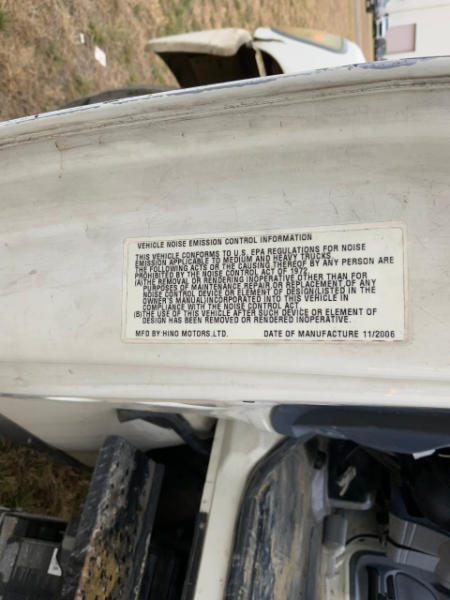 VEHICLE NOISE EMISSION CONTROL INFORMATION
THIS VEHICLE CONFORMS TO U.S. EPA REGULATIONS FOR NOISE
EMISSION APPLICABLE TO MEDIUM AND HEAVY TRUCKS.
THE FOLLOWING ACTS OR THE CAUSING THEREOF BY ANY PERSON ARE
PROHIBITED BY THE NOISE CONTROL ACT OF 1972.
(A)THE REMOVAL OR RENDERING INOPERATIVE,OTHER THAN FOR
PURPOSES OF MAINTENANCE,REPAIR,OR REPLACEMENT,OF ANY
NOISE CONTROL DEVICE OR ELEMENT OF DESIGN(LISTED IN THE
OWNER'S MANUAL)INCORPORATED INTO THIS VEHICLE IN
COMPLIANCE WITH THE NOISE CONTROL ACT.
(B)THE USE OF THIS VEHICLE AFTER SUCH DEVICE OR ELEMENT OF
DESIGN HAS BEEN REMOVED OR RENDERED INOPERATIVE.
MFD BY HINO MOTORS,LTD. DATE OF MANUFACTURE 11/2006